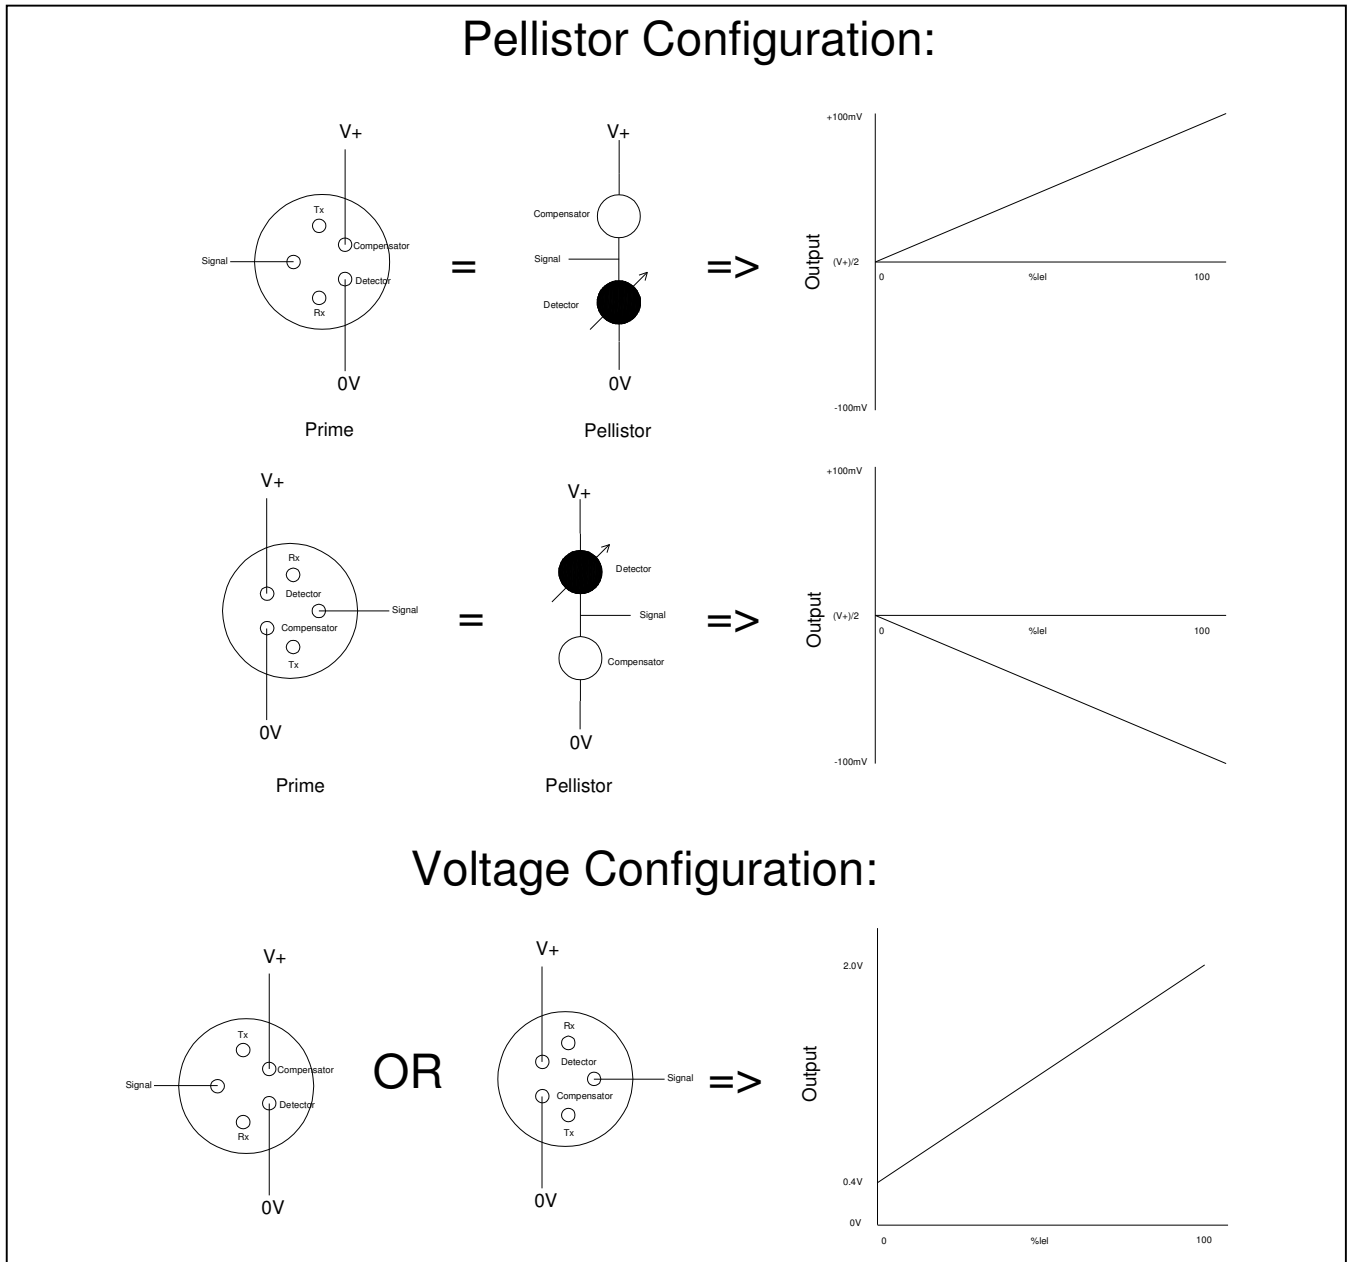 Pellistor Configuration:
V+
Tx
Compensator
Signal
Detector
Rx
0V
Prime
=
V+
Compensator
Signal
Detector
0V
Pellistor
=>
+100mV
Output
(V+)/2
0
%lel
100
-100mV
V+
Rx
Detector
Signal
Compensator
Tx
0V
Prime
=
V+
Detector
Signal
Compensator
0V
Pellistor
=>
+100mV
Output
(V+)/2
0
%lel
100
-100mV
Voltage Configuration:
V+
Tx
Compensator
Signal
Detector
Rx
0V
OR
V+
Rx
Detector
Signal
Compensator
Tx
0V
=>
2.0V
Output
0.4V
0V
0
%lel
100